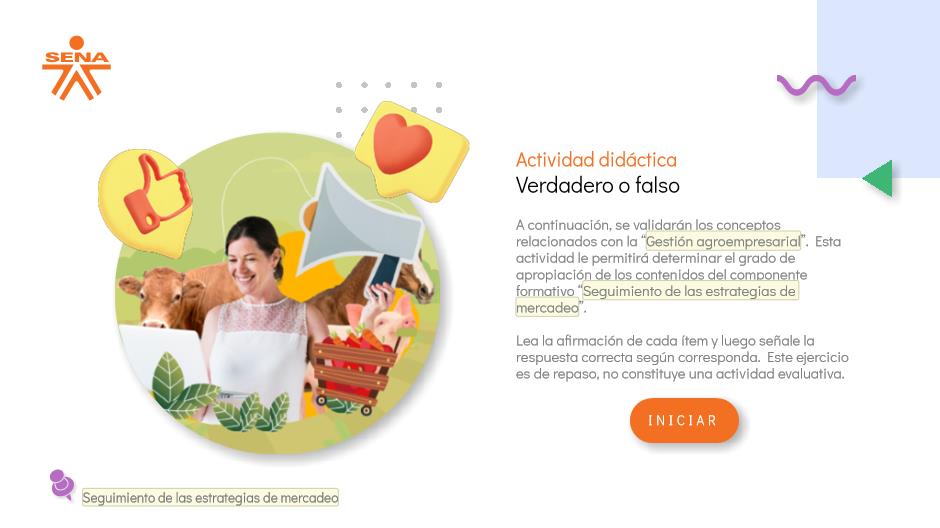 SENA
Actividad didáctica
Verdadero o falso
A continuación, se validarán los conceptos
relacionados con la “Gestión agroempresarial”. Esta
actividad le permitirá determinar el grado de
apropiación de los contenidos del componente
formativo “Seguimiento de las estrategias de
mercadeo”.
Lea la afirmación de cada ítem y luego señale la
respuesta correcta según corresponda. Este ejercicio
es de repaso, no constituye una actividad evaluativa.
INICIAR
Seguimiento de las estrategias de mercadeo